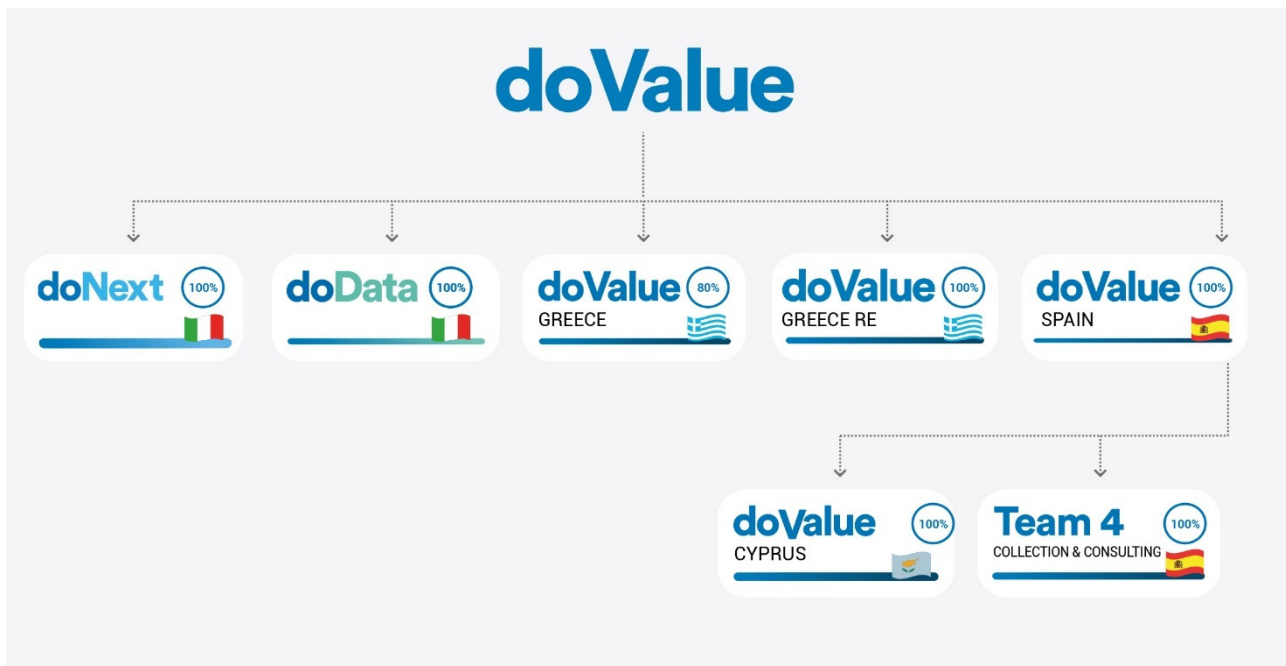 doValue
doNext 100%
doData 100%
doValue 80%
GREECE
doValue 100%
GREECE RE
doValue 100%
SPAIN
doValue 100%
CYPRUS
Team 4 100%
COLLECTION & CONSULTING